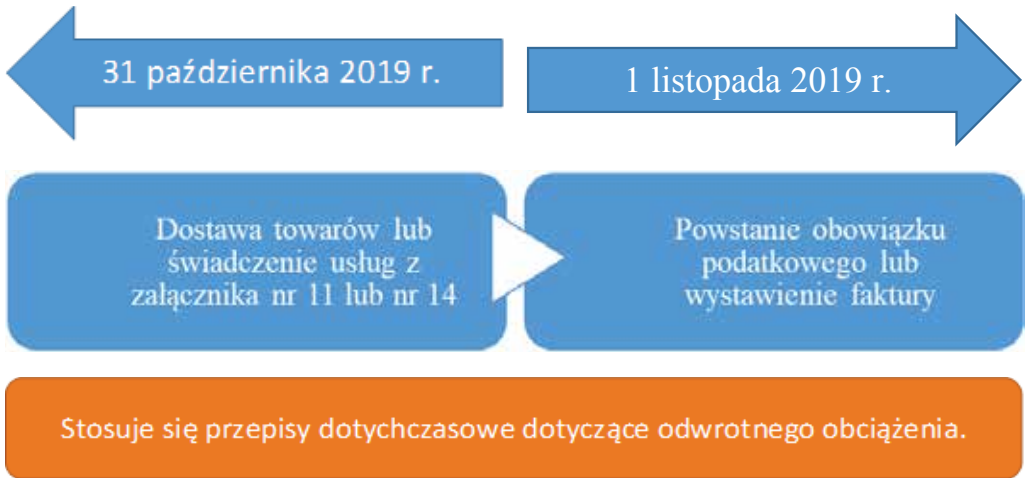 31 października 2019 r.
1 listopada 2019 r.
Dostawa towarów lub
świadczenie usług z
załącznika nr 11 lub nr 14
Powstanie obowiązku
podatkowego lub
wystawienie faktury
Stosuje się przepisy dotychczasowe dotyczące odwrotnego obciążenia.